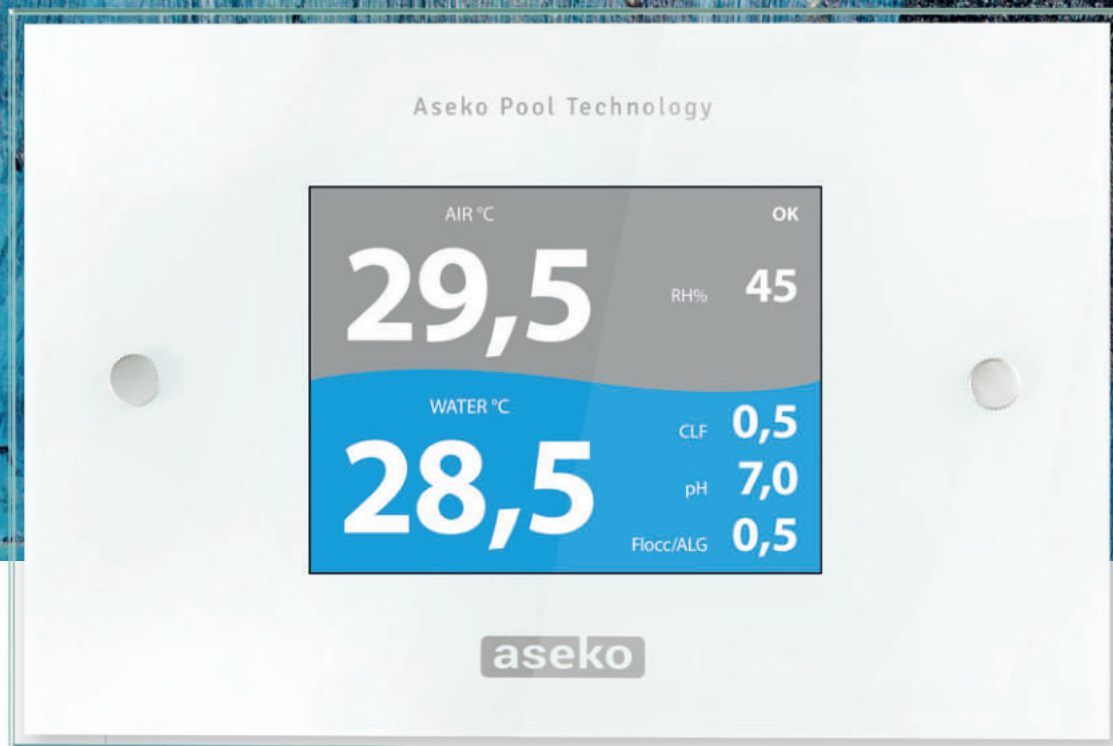 Aseko Pool Technology
AIR °C
OK
29,5
RH% 45
WATER °C
28,5
CLF 0,5
pH 7,0
Flocc/ALG 0,5
aseko